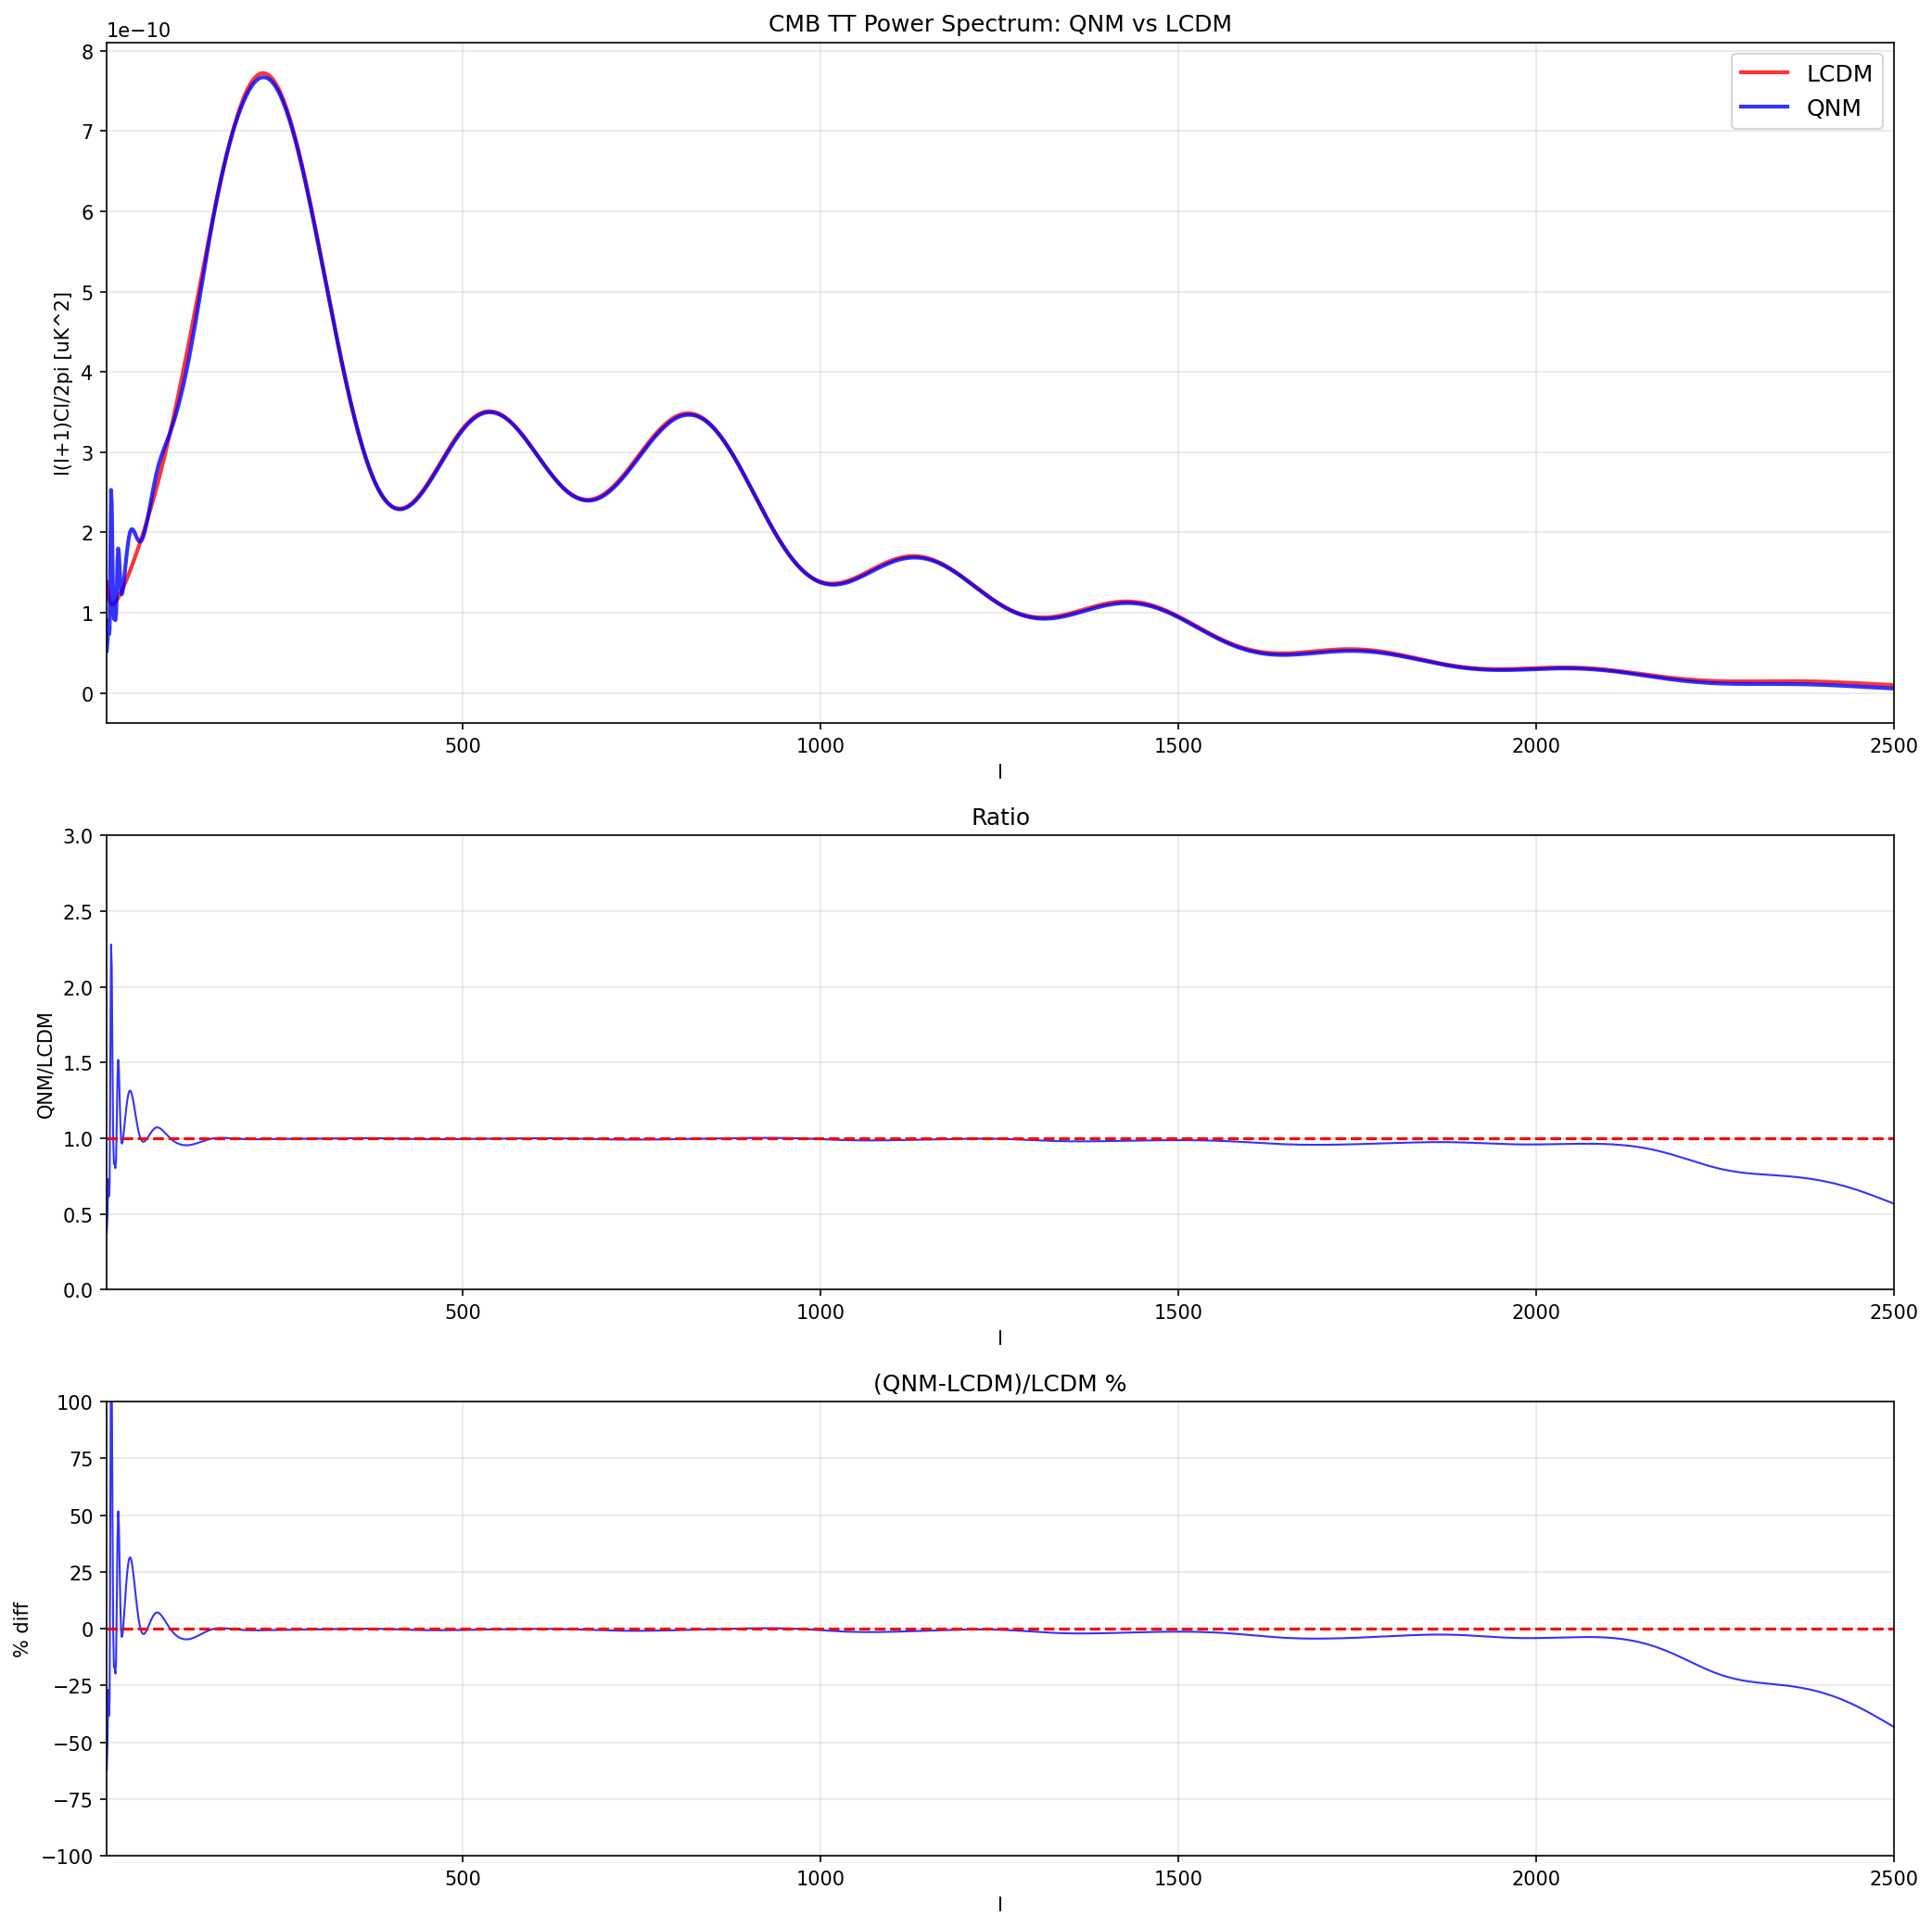 CMB TT Power Spectrum: QNM vs LCDM
1e−10
8
7
6
5
4
3
2
1
0
l(l+1)Cl/2pi [uK^2]
LCDM
QNM
500 1000 1500 2000 2500
l
Ratio
3.0
2.5
2.0
1.5
1.0
0.5
0.0
QNM/LCDM
500 1000 1500 2000 2500
l
(QNM-LCDM)/LCDM %
100
75
50
25
0
−25
−50
−75
−100
% diff
500 1000 1500 2000 2500
l